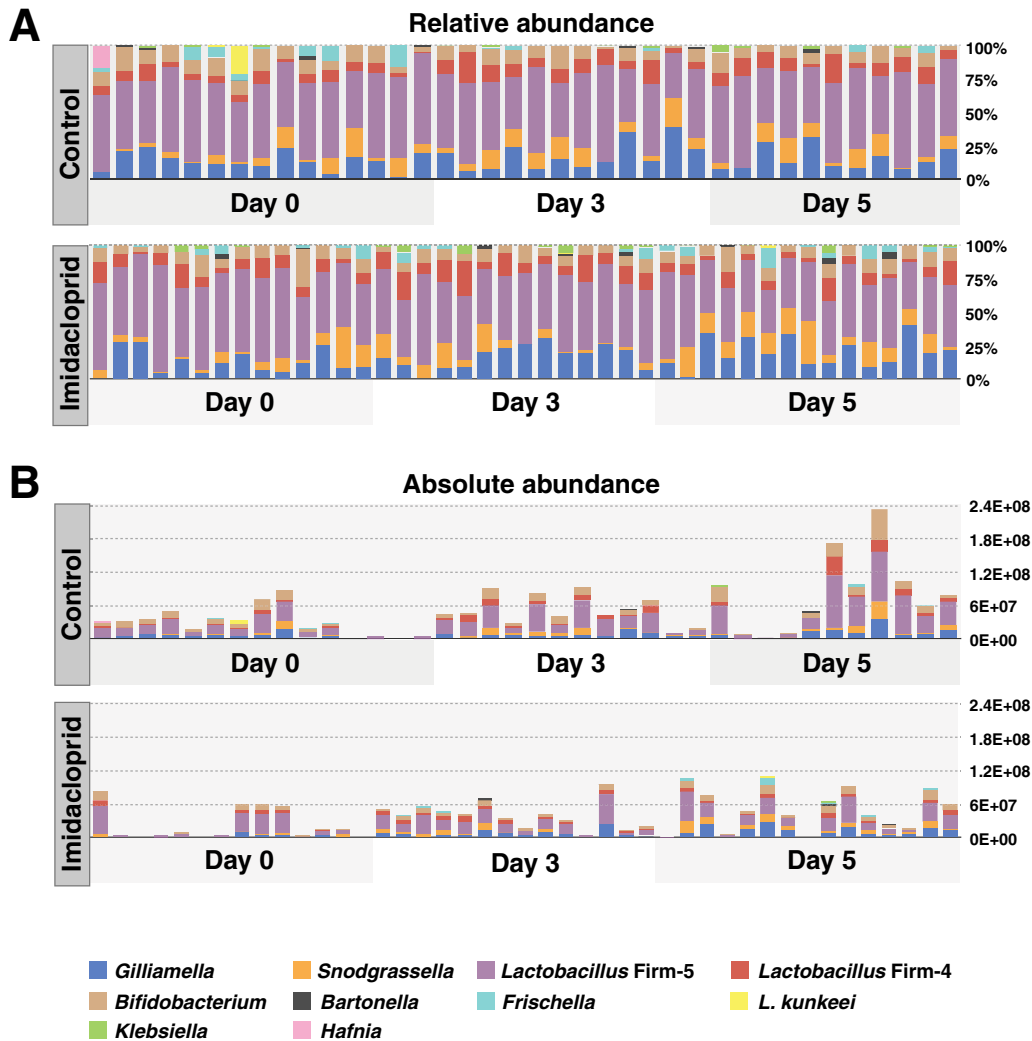 A
Relative abundance
Control
100%
75%
50%
25%
0%
Day 0
Day 3
Day 5
Imidacloprid
100%
75%
50%
25%
0%
Day 0
Day 3
Day 5
B
Absolute abundance
Control
2.4E+08
1.8E+08
1.2E+08
6E+07
0E+00
Day 0
Day 3
Day 5
Imidacloprid
2.4E+08
1.8E+08
1.2E+08
6E+07
0E+00
Day 0
Day 3
Day 5
Gilliamella Snodgrassella Lactobacillus Firm-5 Lactobacillus Firm-4
Bifidobacterium Bartonella Frischella L. kunkeei
Klebsiella Hafnia